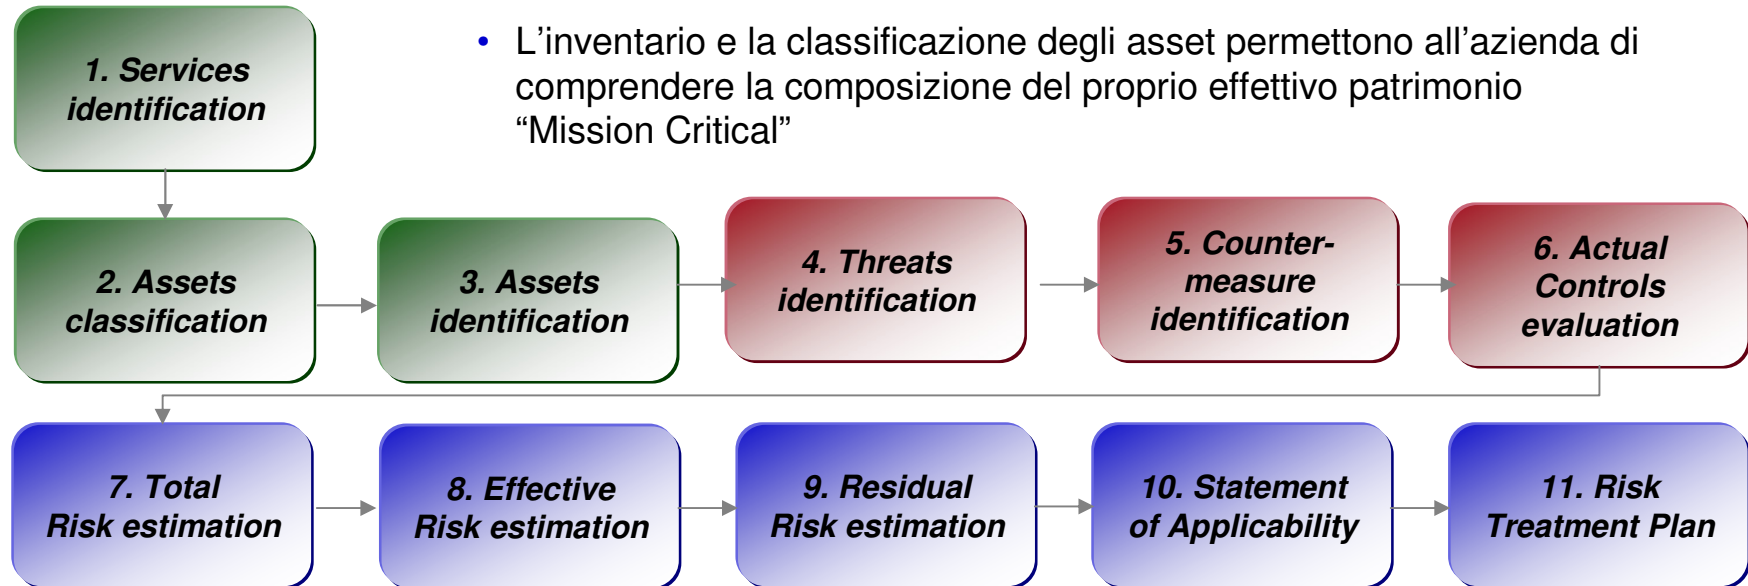 1. Services
identification
• L’inventario e la classificazione degli asset permettono all’azienda di
comprendere la composizione del proprio effettivo patrimonio
“Mission Critical”
2. Assets
classification
3. Assets
identification
4. Threats
identification
5. Counter-
measure
identification
6. Actual
Controls
evaluation
7. Total
Risk estimation
8. Effective
Risk estimation
9. Residual
Risk estimation
10. Statement
of Applicability
11. Risk
Treatment Plan